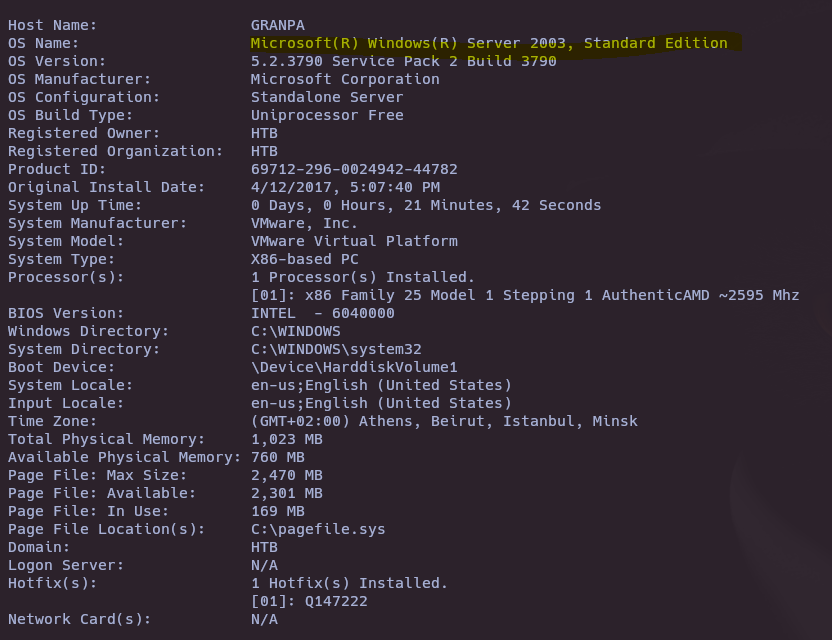 Host Name: GRANPA
OS Name: Microsoft(R) Windows(R) Server 2003, Standard Edition
OS Version: 5.2.3790 Service Pack 2 Build 3790
OS Manufacturer: Microsoft Corporation
OS Configuration: Standalone Server
OS Build Type: Uniprocessor Free
Registered Owner: HTB
Registered Organization: HTB
Product ID: 69712-296-0024942-44782
Original Install Date: 4/12/2017, 5:07:40 PM
System Up Time: 0 Days, 0 Hours, 21 Minutes, 42 Seconds
System Manufacturer: VMware, Inc.
System Model: VMware Virtual Platform
System Type: X86-based PC
Processor(s): 1 Processor(s) Installed.
[01]: x86 Family 25 Model 1 Stepping 1 AuthenticAMD ~2595 Mhz
BIOS Version: INTEL  - 6040000
Windows Directory: C:\WINDOWS
System Directory: C:\WINDOWS\system32
Boot Device: \Device\HarddiskVolume1
System Locale: en-us;English (United States)
Input Locale: en-us;English (United States)
Time Zone: (GMT+02:00) Athens, Beirut, Istanbul, Minsk
Total Physical Memory: 1,023 MB
Available Physical Memory: 760 MB
Page File: Max Size: 2,470 MB
Page File: Available: 2,301 MB
Page File: In Use: 169 MB
Page File Location(s): C:\pagefile.sys
Domain: HTB
Logon Server: N/A
Hotfix(s): 1 Hotfix(s) Installed.
[01]: Q147222
Network Card(s): N/A